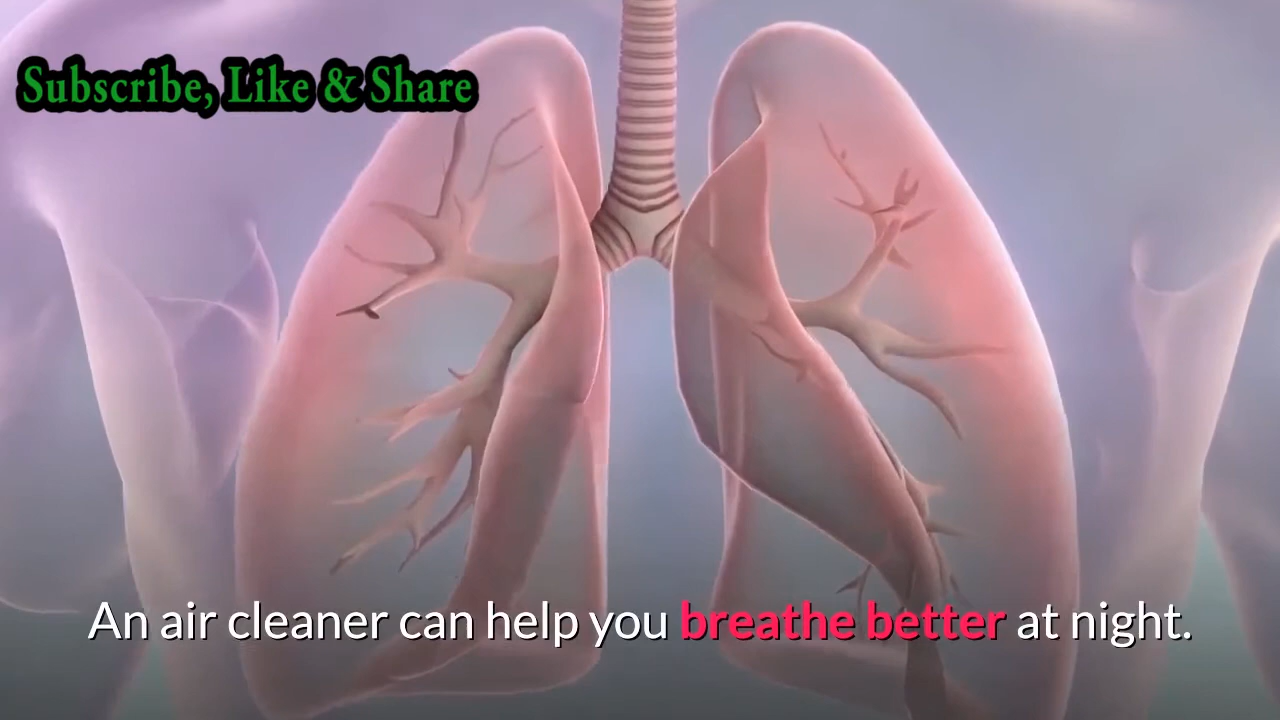 Subscribe, Like & Share
An air cleaner can help you breathe better at night.